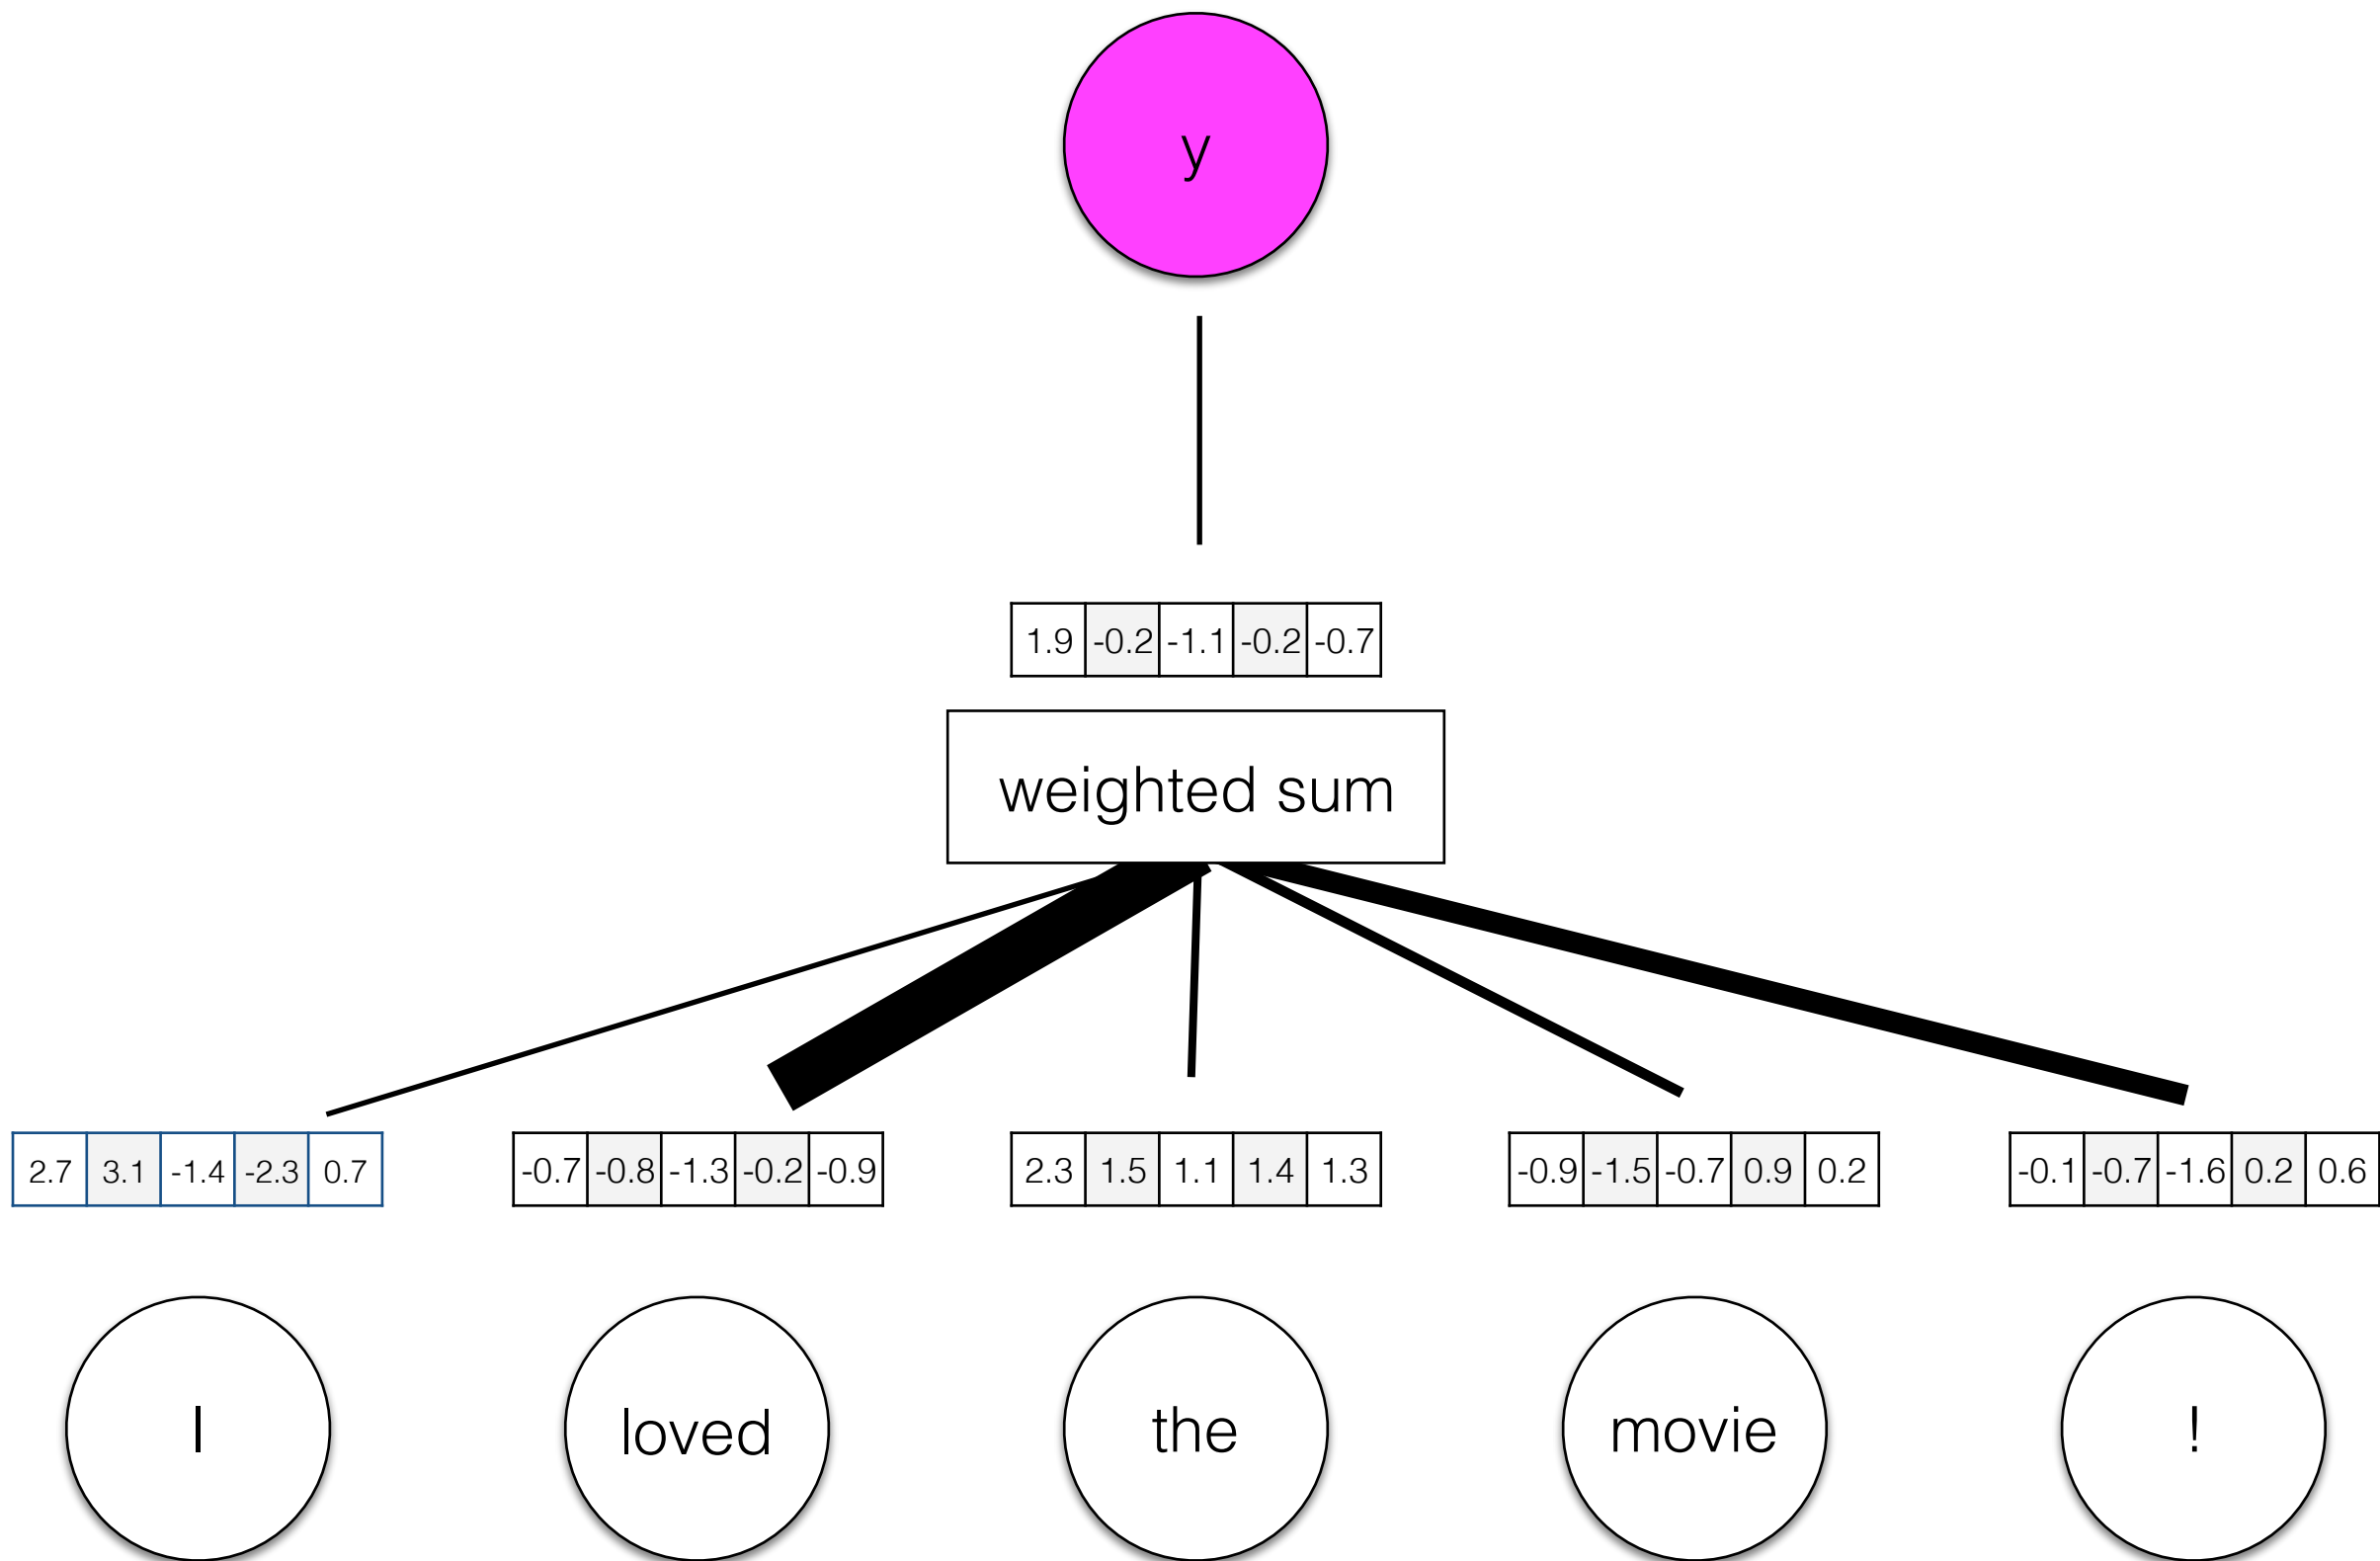 y
1.9 -0.2 -1.1 -0.2 -0.7
weighted sum
2.7 3.1 -1.4 -2.3 0.7 -0.7 -0.8 -1.3 -0.2 -0.9 2.3 1.5 1.1 1.4 1.3 -0.9 -1.5 -0.7 0.9 0.2 -0.1 -0.7 -1.6 0.2 0.6
I loved the movie !